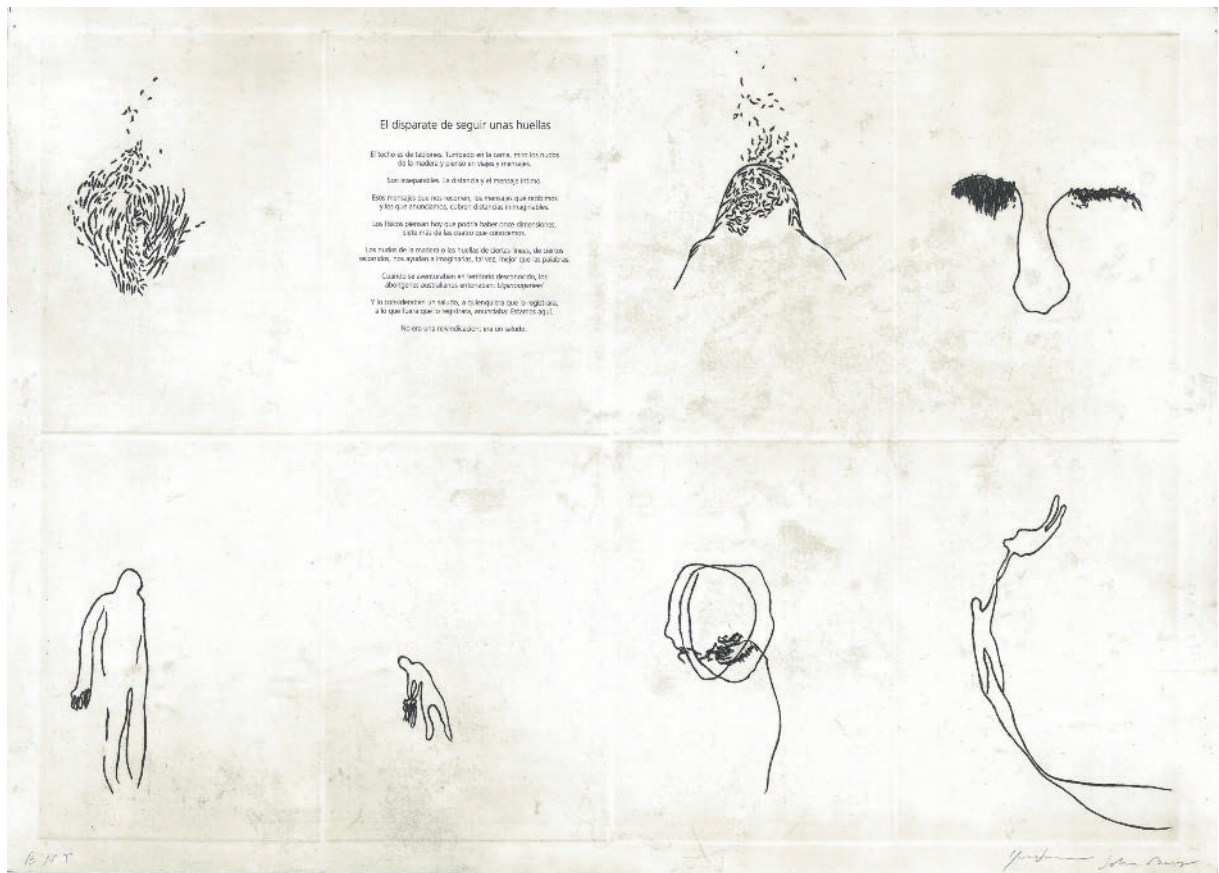 El disparate de seguir unas huellas
El techo es de tablones. Tumbado en la cama, miro los nudos
de la madera y pienso en viajes y mensajes.
Son inseparables. La distancia y el mensaje íntimo.
Esos mensajes que nos recorren, los mensajes que recibimos
y los que anunciamos, cubren distancias inimaginables.
Los físicos piensan hoy que podría haber once dimensiones,
siete más de las cuatro que conocemos.
Los nudos de la madera o las huellas de ciertas líneas, de ciertos
recorridos, nos ayudan a imaginarlas, tal vez, mejor que las palabras.
Cuando se aventuraban en territorio desconocido, los
aborígenes australianos entonaban:
Y lo consideraban un saludo, a quienquiera que lo registrara,
a lo que fuera que lo registrara, anunciaba: Estamos aquí.
No era una reivindicación: era un saludo.
John Berger